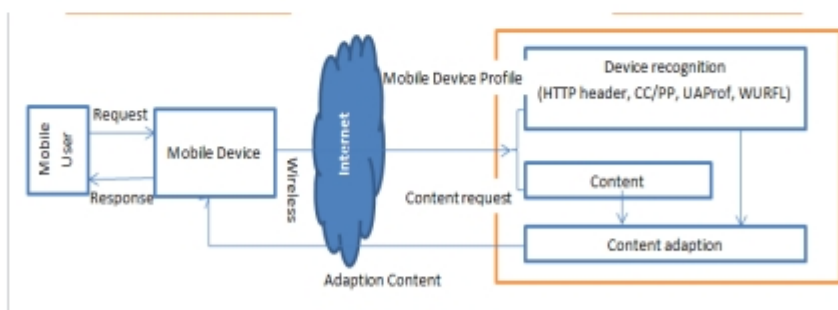 Mobile Device Profile
Device recognition
(HTTP header, CC/PP, UAProf, WURFL)
Request
Mobile
User
Mobile Device
Wireless
Internet
Response
Content request
Content
Content adaption
Adaption Content